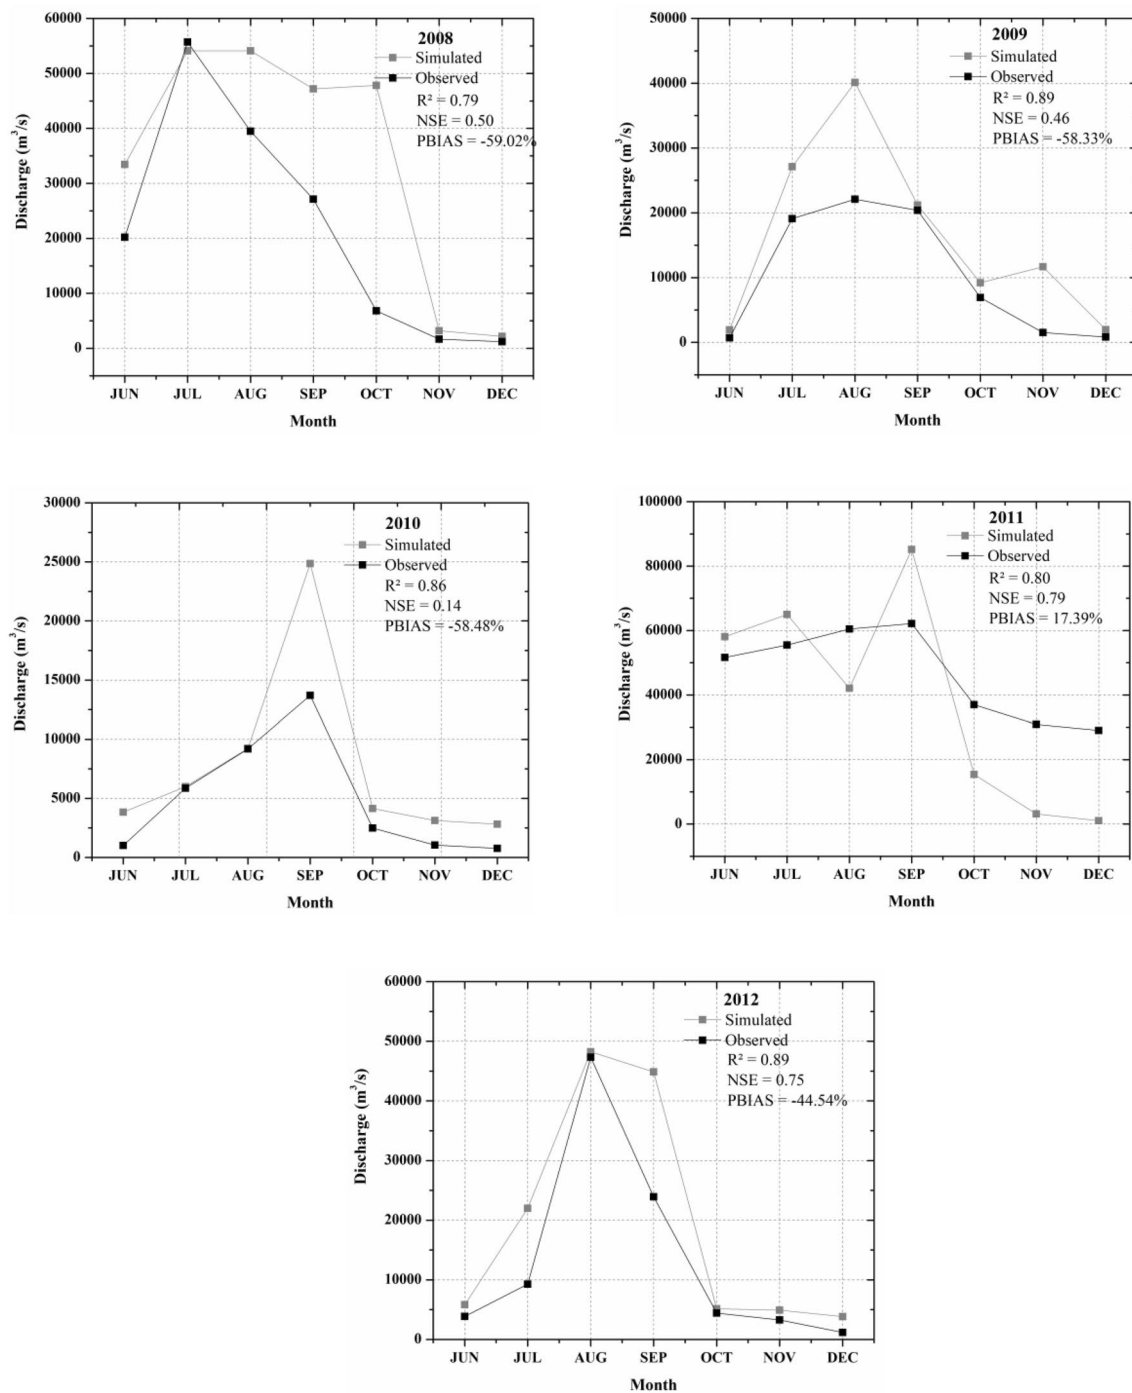 2008
Simulated
Observed
R² = 0.79
NSE = 0.50
PBIAS = -59.02%
60000
50000
40000
30000
20000
10000
0
Discharge (m³/s)
JUN JUL AUG SEP OCT NOV DEC
Month
2009
Simulated
Observed
R² = 0.89
NSE = 0.46
PBIAS = -58.33%
50000
40000
30000
20000
10000
0
Discharge (m³/s)
JUN JUL AUG SEP OCT NOV DEC
Month
2010
Simulated
Observed
R² = 0.86
NSE = 0.14
PBIAS = -58.48%
30000
25000
20000
15000
10000
5000
0
Discharge (m³/s)
JUN JUL AUG SEP OCT NOV DEC
Month
2011
Simulated
Observed
R² = 0.80
NSE = 0.79
PBIAS = 17.39%
100000
80000
60000
40000
20000
0
Discharge (m³/s)
JUN JUL AUG SEP OCT NOV DEC
Month
2012
Simulated
Observed
R² = 0.89
NSE = 0.75
PBIAS = -44.54%
60000
50000
40000
30000
20000
10000
0
Discharge (m³/s)
JUN JUL AUG SEP OCT NOV DEC
Month